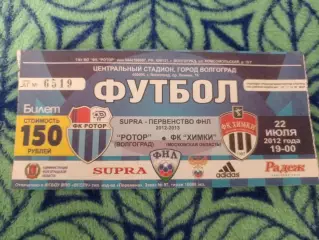 ЦЕНТРАЛЬНЫЙ СТАДИОН, ГОРОД ВОЛГОГРАД
6519
ФУТБОЛ
Билет
СТОИМОСТЬ
150
РУБЛЕЙ
SUPRA - ПЕРВЕНСТВО ФНЛ
2012-2013
ФК РОТОР
"РОТОР" • ФК "ХИМКИ"
(ВОЛГОГРАД) (МОСКОВСКАЯ ОБЛАСТЬ)
ФК ХИМКИ
22
ИЮЛЯ
2012 года
19-00
SUPRA
ФНЛ
adidas
Радеж